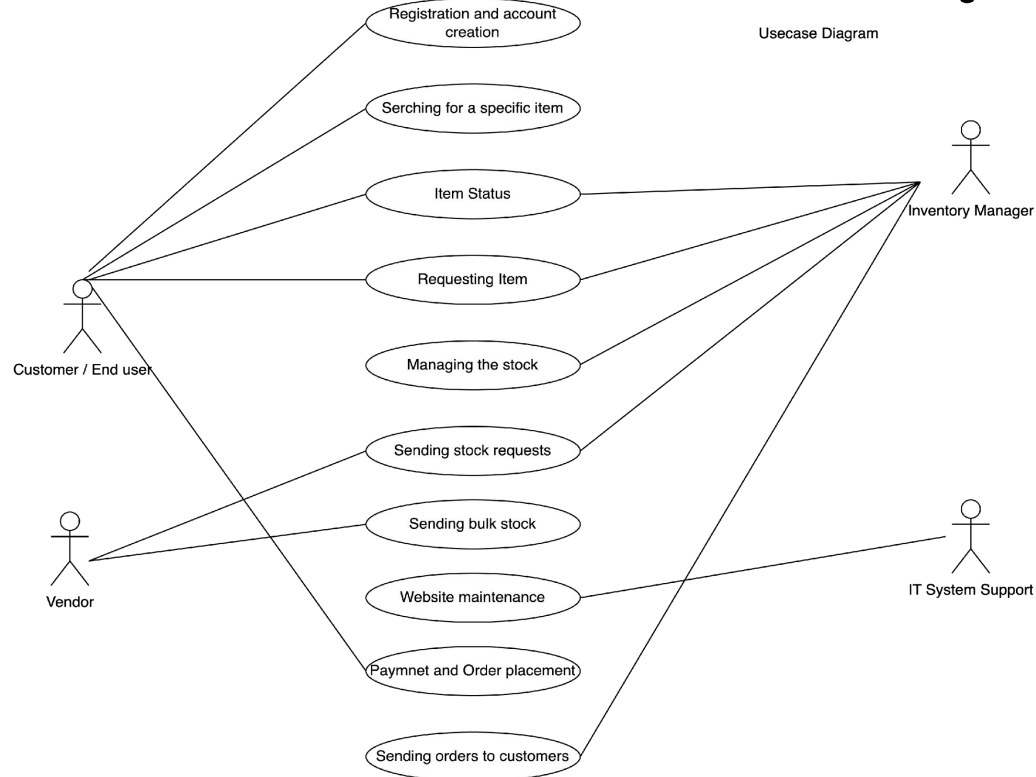 Registration and account
creation
Usecase Diagram
Serching for a specific item
Item Status
Inventory Manager
Requesting Item
Customer / End user
Managing the stock
Sending stock requests
Sending bulk stock
Vendor
Website maintenance
IT System Support
Paymnet and Order placement
Sending orders to customers